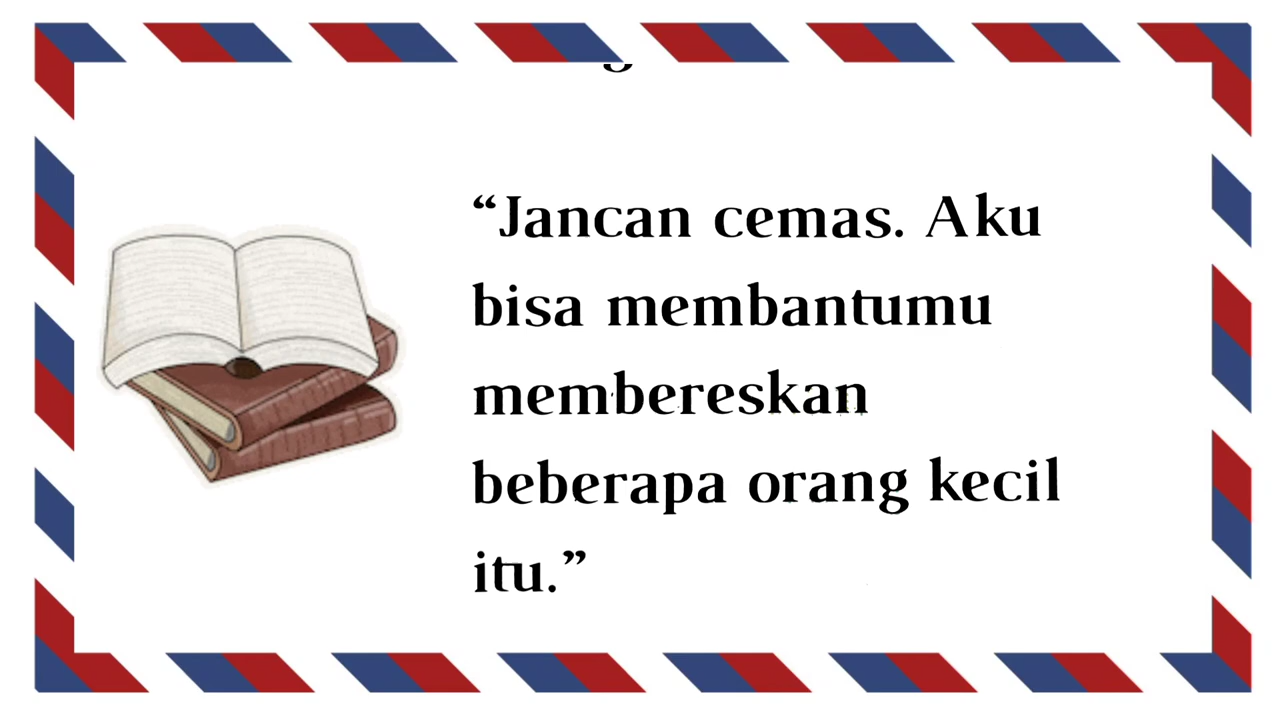 “Jancan cemas. Aku
bisa membantumu
membereskan
beberapa orang kecil
itu.”